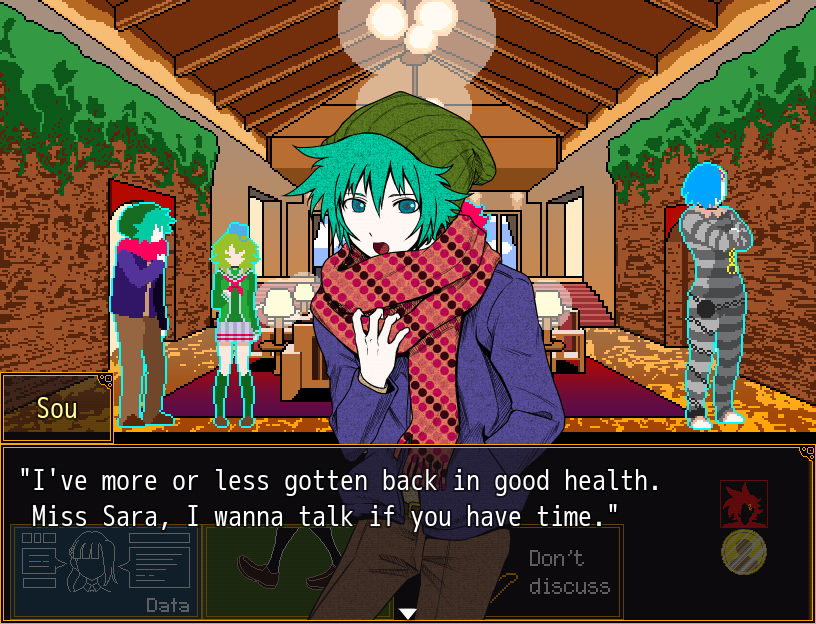 Sou
"I've more or less gotten back in good health.
Miss Sara, I wanna talk if you have time."
Data
Don't
discuss